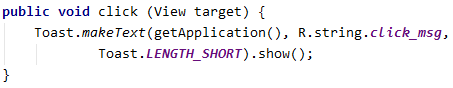 public void click (View target) {
    Toast.makeText(getApplication(), R.string.click_msg,
            Toast.LENGTH_SHORT).show();
}